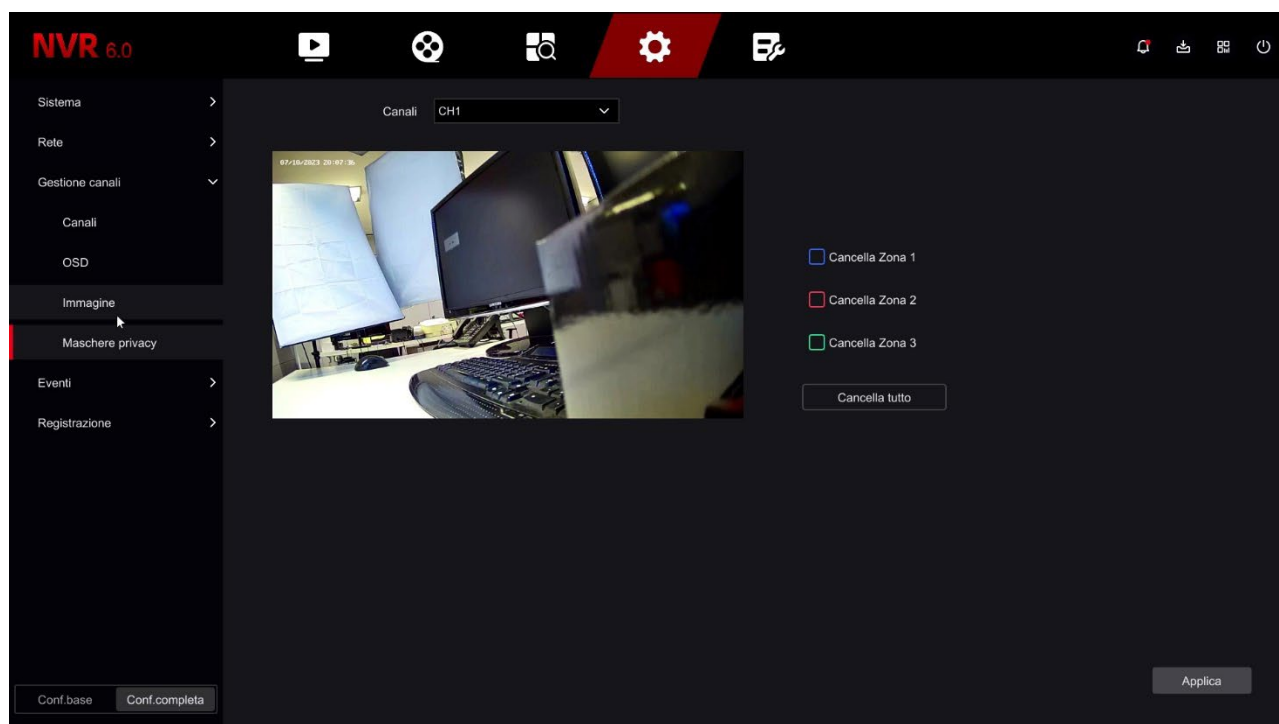 NVR 6.0
Sistema
Rete
Gestione canali
Canali
OSD
Immagine
Maschere privacy
Eventi
Registrazione
Conf.base Conf.completa
Canali CH1
07/16/2023 20:07:36
Cancella Zona 1
Cancella Zona 2
Cancella Zona 3
Cancella tutto
Applica